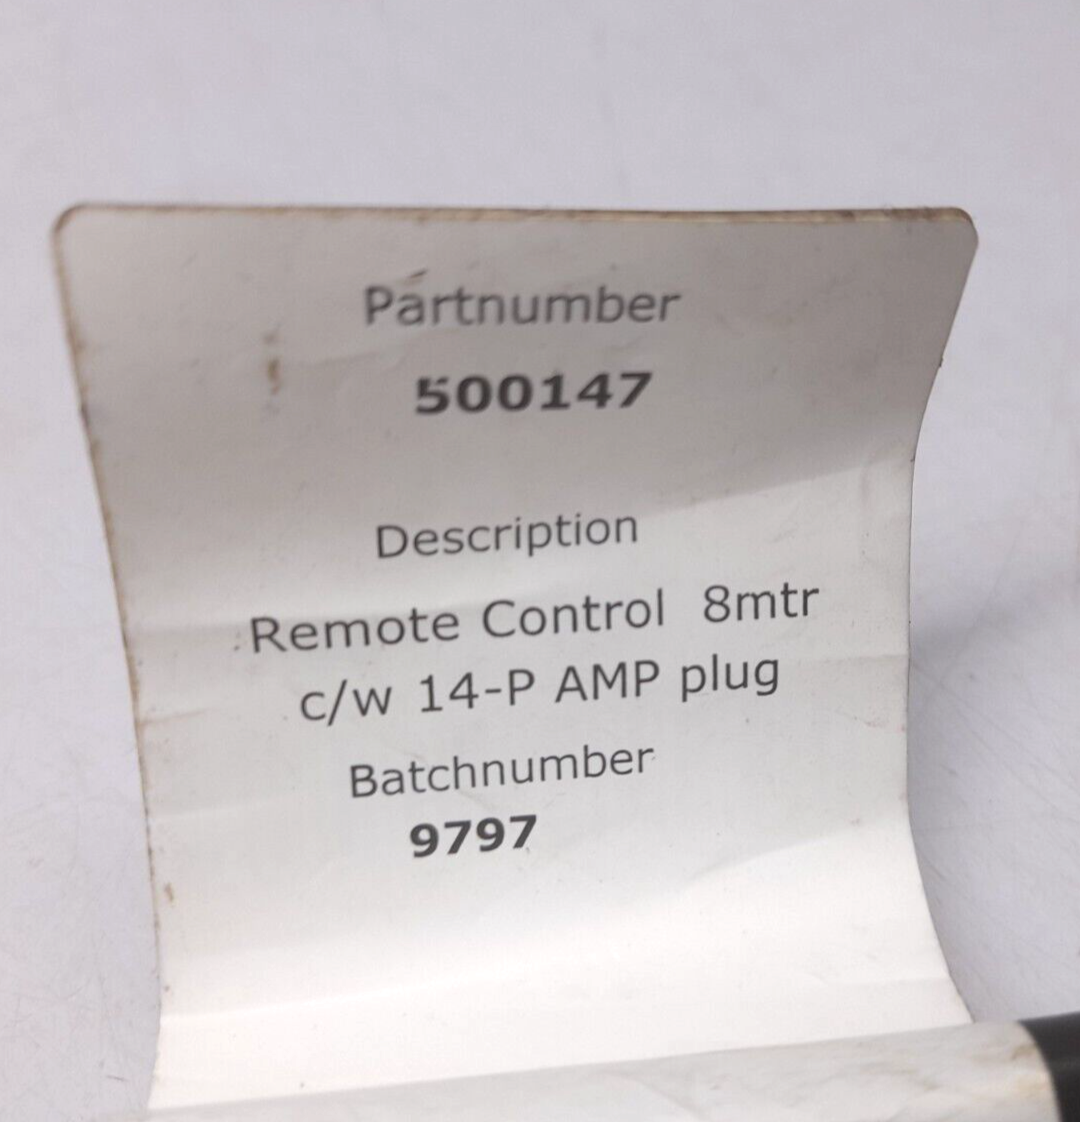 Partnumber
500147
Description
Remote Control 8mtr
c/w 14-P AMP plug
Batchnumber
9797